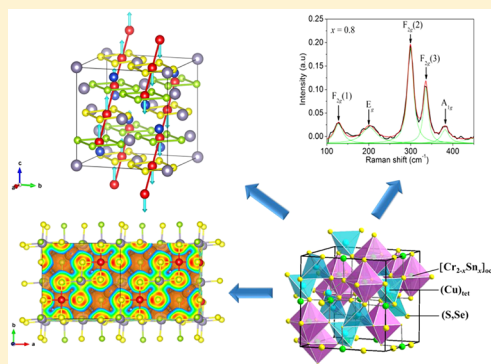 x = 0.8
F2g(2)
F2g(3)
F2g(1)
Eg
A1g
Intensity (a.u)
0.25
0.20
0.15
0.10
0.05
0.00
100 200 300 400
Raman shift (cm-1)
c
b
[Cr2-xSnx]oc
(Cu)tet
(S,Se)
b
a